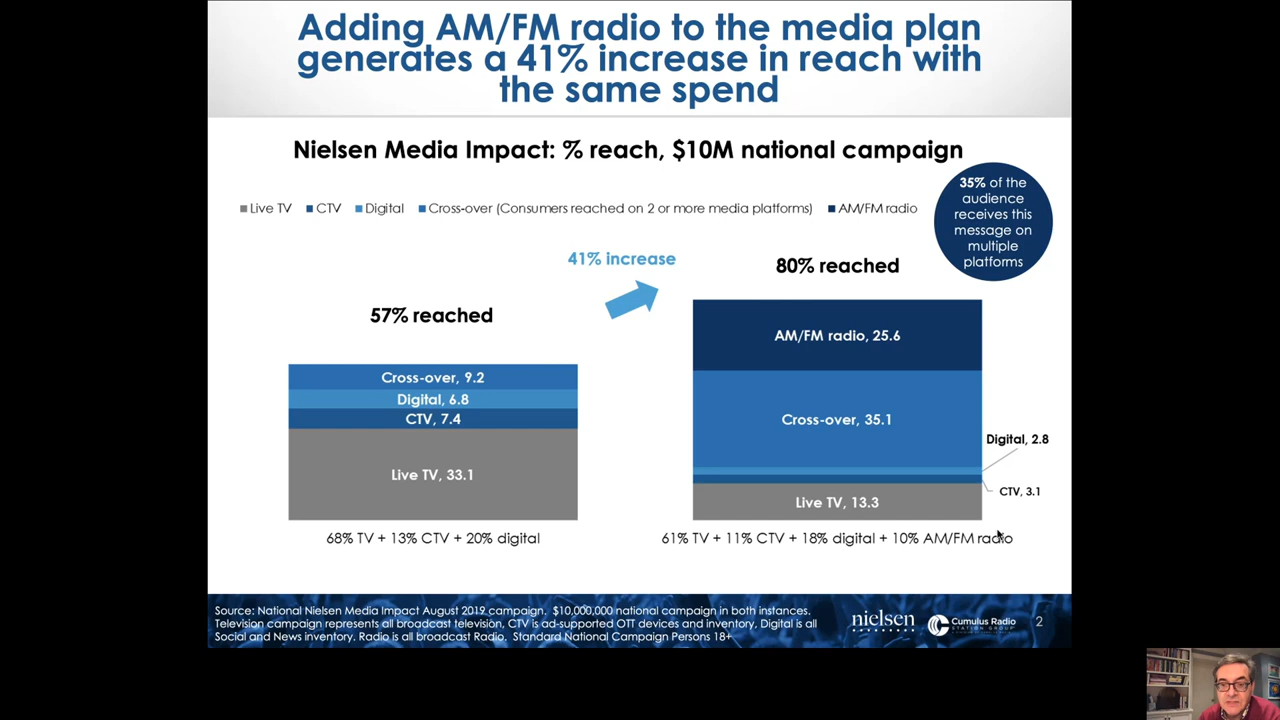 Adding AM/FM radio to the media plan
generates a 41% increase in reach with
the same spend
Nielsen Media Impact: % reach, $10M national campaign
35% of the
audience
receives this
message on
multiple
platforms
Live TV CTV Digital Cross-over (Consumers reached on 2 or more media platforms) AM/FM radio
41% increase
57% reached
80% reached
Cross-over, 9.2
Digital, 6.8
CTV, 7.4
Live TV, 33.1
68% TV + 13% CTV + 20% digital
AM/FM radio, 25.6
Cross-over, 35.1
Digital, 2.8
CTV, 3.1
Live TV, 13.3
61% TV + 11% CTV + 18% digital + 10% AM/FM radio
Source: National Nielsen Media Impact August 2019 campaign. $10,000,000 national campaign in both instances.
Television campaign represents all broadcast television, CTV is ad-supported OTT devices and inventory, Digital is all
Social and News inventory. Radio is all broadcast Radio. Standard National Campaign Persons 18+
nielsen
Cumulus Radio
STATION GROUP
2